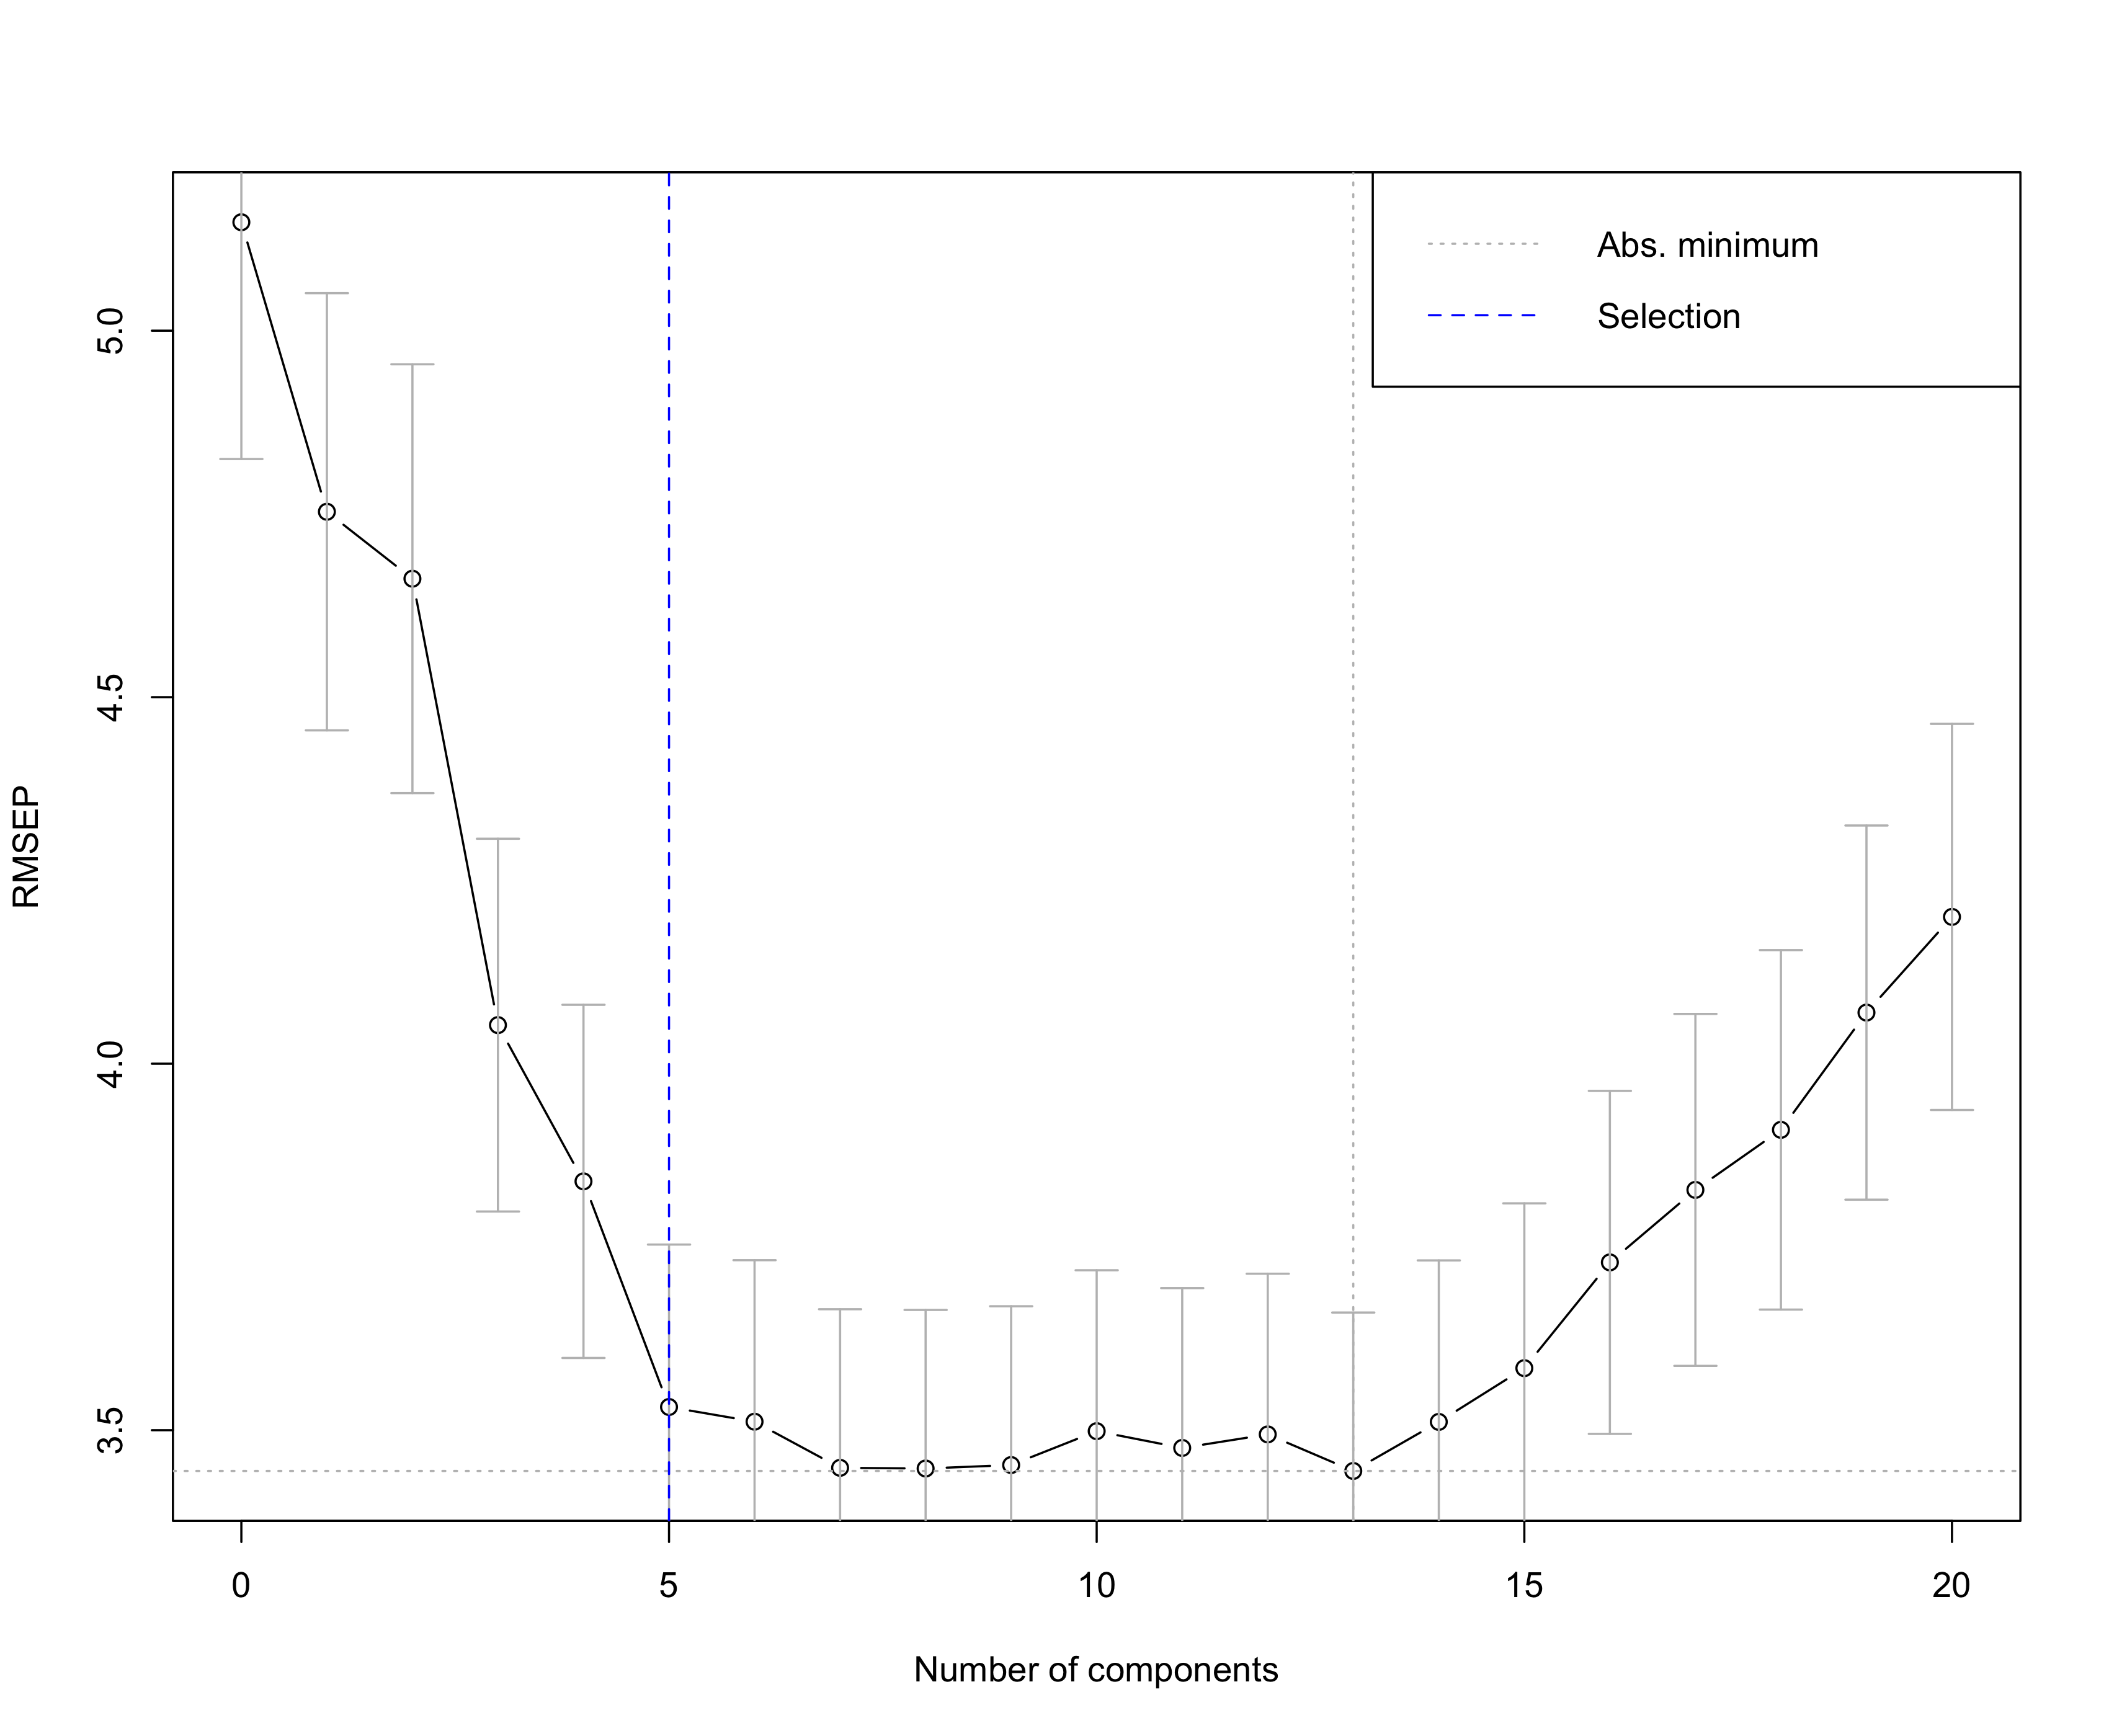 Abs. minimum
Selection
5.0
4.5
4.0
3.5
RMSEP
0 5 10 15 20
Number of components